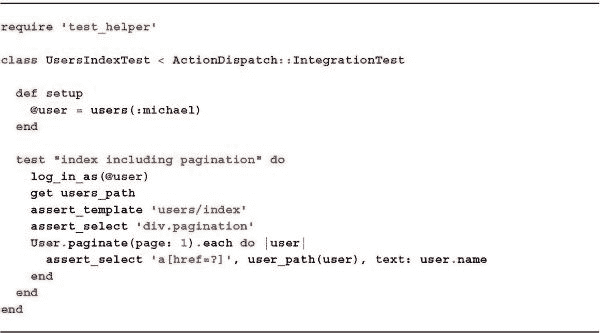 require 'test_helper'

class UsersIndexTest < ActionDispatch::IntegrationTest

  def setup
    @user = users(:michael)
  end

  test "index including pagination" do
    log_in_as(@user)
    get users_path
    assert_template 'users/index'
    assert_select 'div.pagination'
    User.paginate(page: 1).each do |user|
      assert_select 'a[href=?]', user_path(user), text: user.name
    end
  end
end